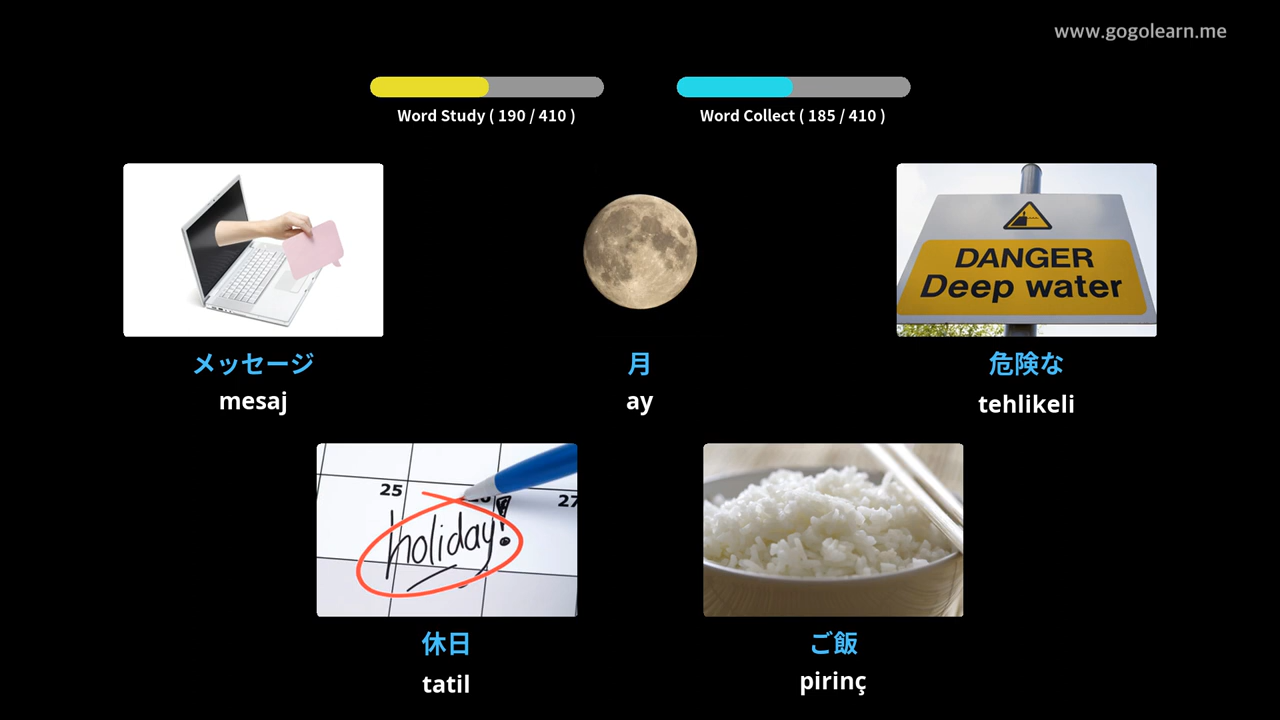 www.gogolearn.me
Word Study ( 190 / 410 )
Word Collect ( 185 / 410 )
DANGER
Deep water
メッセージ
mesaj
月
ay
危険な
tehlikeli
25
27
holiday!
休日
tatil
ご飯
pirinç